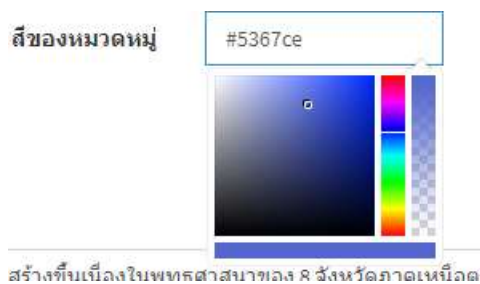 สีของหมวดหมู่
#5367ce
สร้างขึ้นเนื่องในพุทธศาสนาของ 8 จังหวัดภาคเหนือต